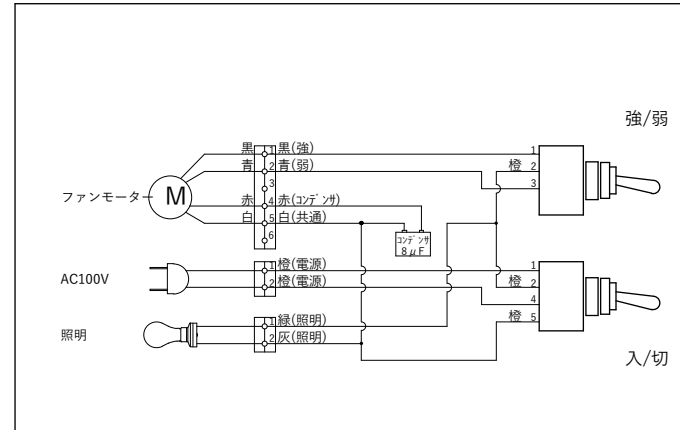 強/弱
黒 1 黒(強) 1
青 2 青(弱) 橙 2
3 3
ファンモーター M
赤 4 赤(コンデンサ)
白 5 白(共通)
6
コンデンサ
8μF
AC100V
1 橙(電源) 1
2 橙(電源) 橙 2
4
照明
1 緑(照明) 橙 5
2 灰(照明)
入/切